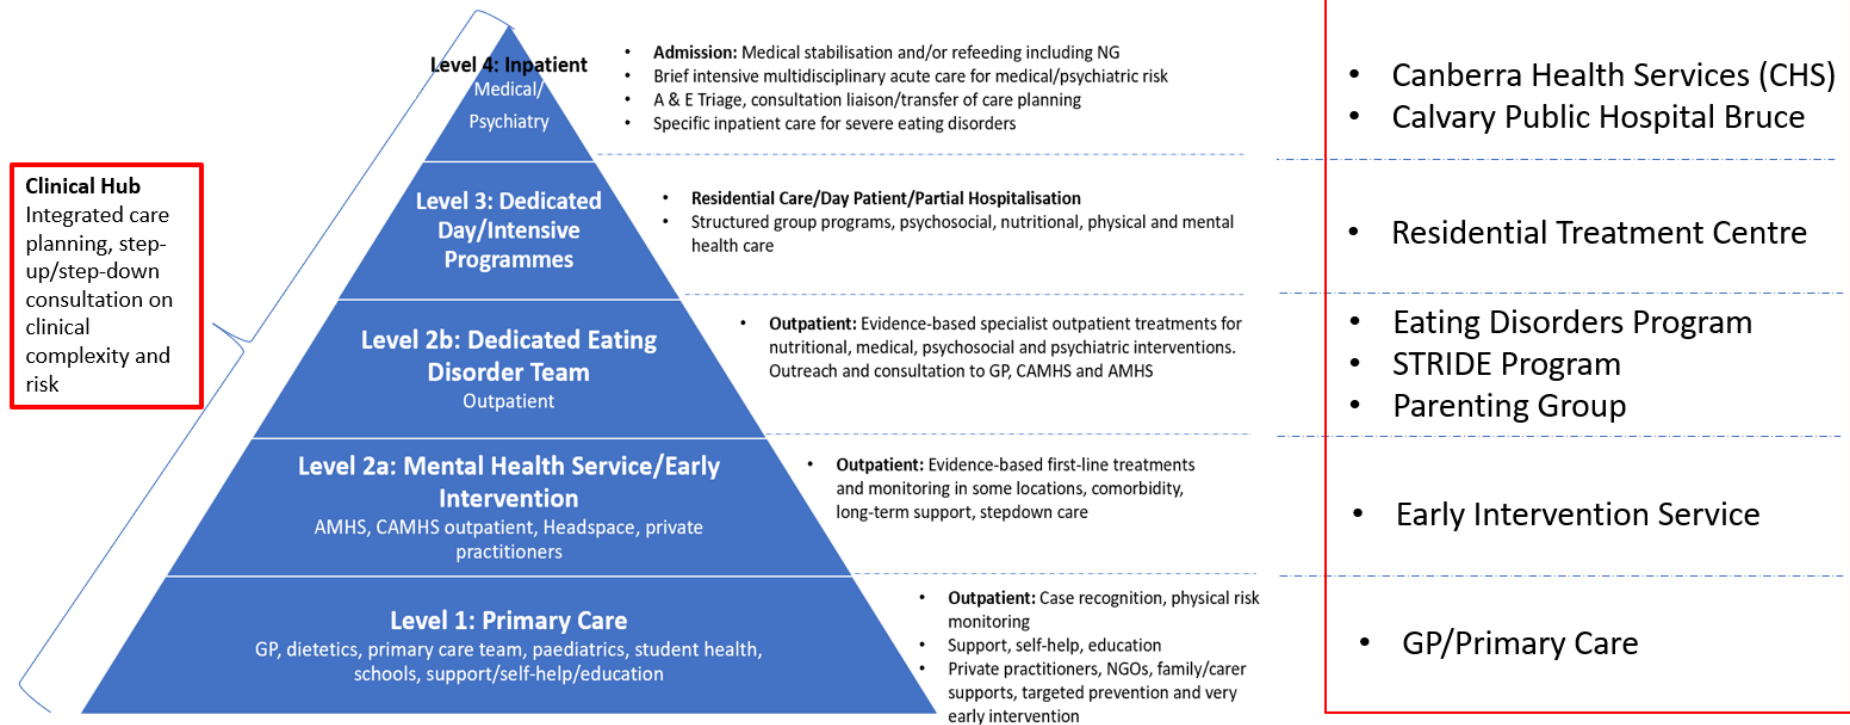 Clinical Hub
Integrated care
planning, step-
up/step-down
consultation on
clinical
complexity and
risk
Level 4: Inpatient
Medical/
Psychiatry
• Admission: Medical stabilisation and/or refeeding including NG
• Brief intensive multidisciplinary acute care for medical/psychiatric risk
• A & E Triage, consultation liaison/transfer of care planning
• Specific inpatient care for severe eating disorders
• Canberra Health Services (CHS)
• Calvary Public Hospital Bruce
Level 3: Dedicated
Day/Intensive
Programmes
• Residential Care/Day Patient/Partial Hospitalisation
• Structured group programs, psychosocial, nutritional, physical and mental
health care
• Residential Treatment Centre
Level 2b: Dedicated Eating
Disorder Team
Outpatient
• Outpatient: Evidence-based specialist outpatient treatments for
nutritional, medical, psychosocial and psychiatric interventions.
Outreach and consultation to GP, CAMHS and AMHS
• Eating Disorders Program
• STRIDE Program
• Parenting Group
Level 2a: Mental Health Service/Early
Intervention
AMHS, CAMHS outpatient, Headspace, private
practitioners
• Outpatient: Evidence-based first-line treatments
and monitoring in some locations, comorbidity,
long-term support, stepdown care
• Early Intervention Service
Level 1: Primary Care
GP, dietetics, primary care team, paediatrics, student health,
schools, support/self-help/education
• Outpatient: Case recognition, physical risk
monitoring
• Support, self-help, education
• Private practitioners, NGOs, family/carer
supports, targeted prevention and very
early intervention
• GP/Primary Care